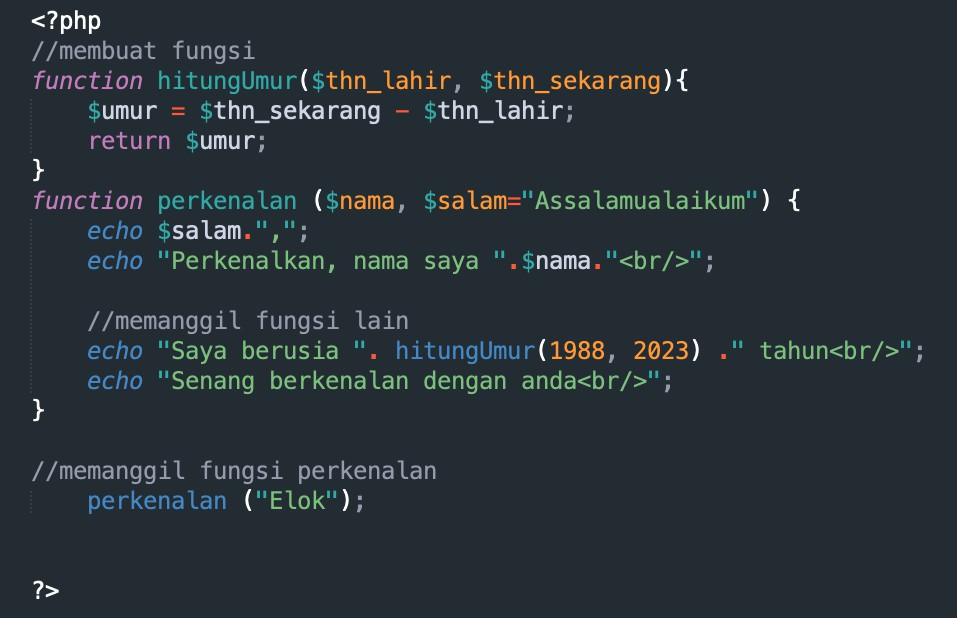 <?php
//membuat fungsi
function hitungUmur($thn_lahir, $thn_sekarang){
    $umur = $thn_sekarang - $thn_lahir;
    return $umur;
}
function perkenalan ($nama, $salam="Assalamualaikum") {
    echo $salam.",";
    echo "Perkenalkan, nama saya ".$nama."<br/>";

    //memanggil fungsi lain
    echo "Saya berusia ". hitungUmur(1988, 2023) ." tahun<br/>";
    echo "Senang berkenalan dengan anda<br/>";
}

//memanggil fungsi perkenalan
    perkenalan ("Elok");

?>